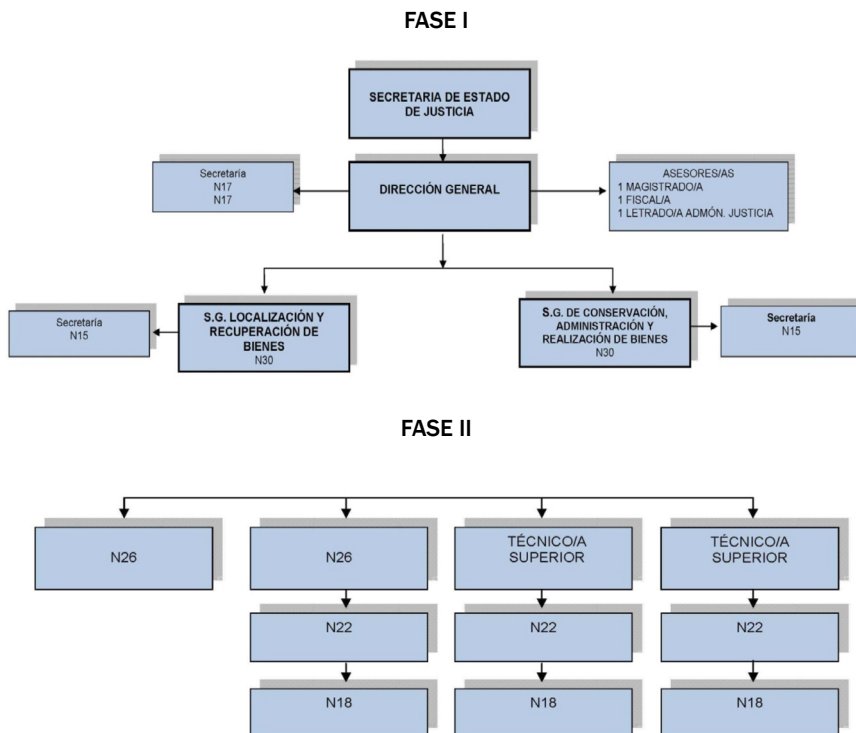 FASE I
SECRETARIA DE ESTADO
DE JUSTICIA
Secretaría
N17
N17
DIRECCIÓN GENERAL
ASESORES/AS
1 MAGISTRADO/A
1 FISCAL/A
1 LETRADO/A ADMÓN. JUSTICIA
Secretaría
N15
S.G. LOCALIZACIÓN Y
RECUPERACIÓN DE
BIENES
N30
S.G. DE CONSERVACIÓN,
ADMINISTRACIÓN Y
REALIZACIÓN DE BIENES
N30
Secretaría
N15
FASE II
N26
N26
TÉCNICO/A
SUPERIOR
TÉCNICO/A
SUPERIOR
N22
N22
N22
N18
N18
N18